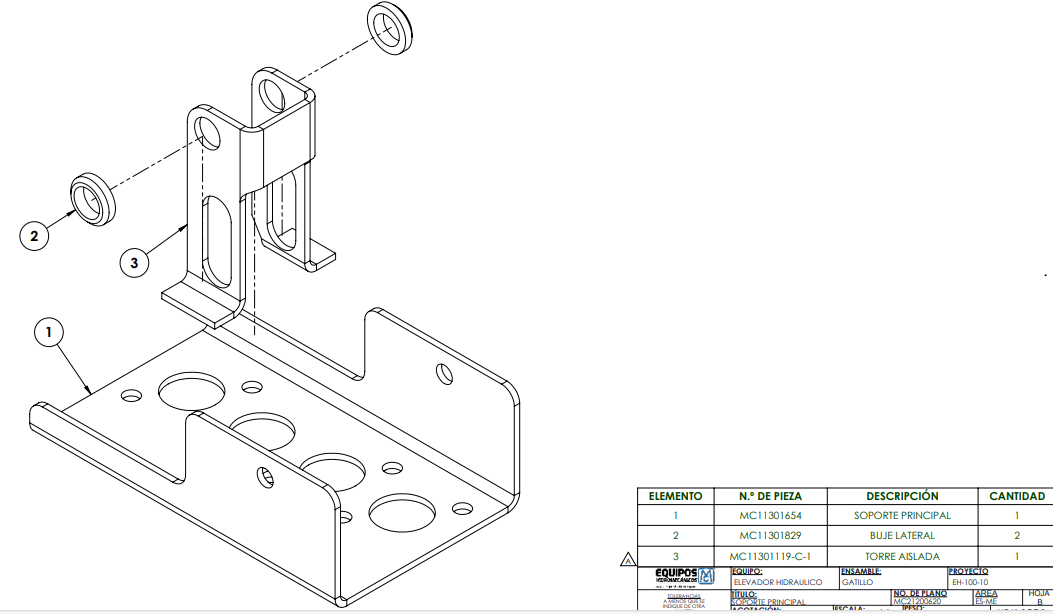 2
3
1
ELEMENTO N.º DE PIEZA DESCRIPCIÓN CANTIDAD
1 MC11301654 SOPORTE PRINCIPAL 1
2 MC11301829 BUJE LATERAL 2
3 MC11301119-C-1 TORRE AISLADA 1
A
EQUIPOS
HIDROMECÁNICOS
EQUIPO: ENSAMBLE: PROYECTO
ELEVADOR HIDRAULICO GATILLO EH-100-10
TOLERANCIAS
A MENOS QUE SE
INDIQUE DE OTRA
TÍTULO: NO. DE PLANO AREA HOJA
SOPORTE PRINCIPAL MC21200620 ES-ME B
ACOTACIÓN: ESCALA: PESO: